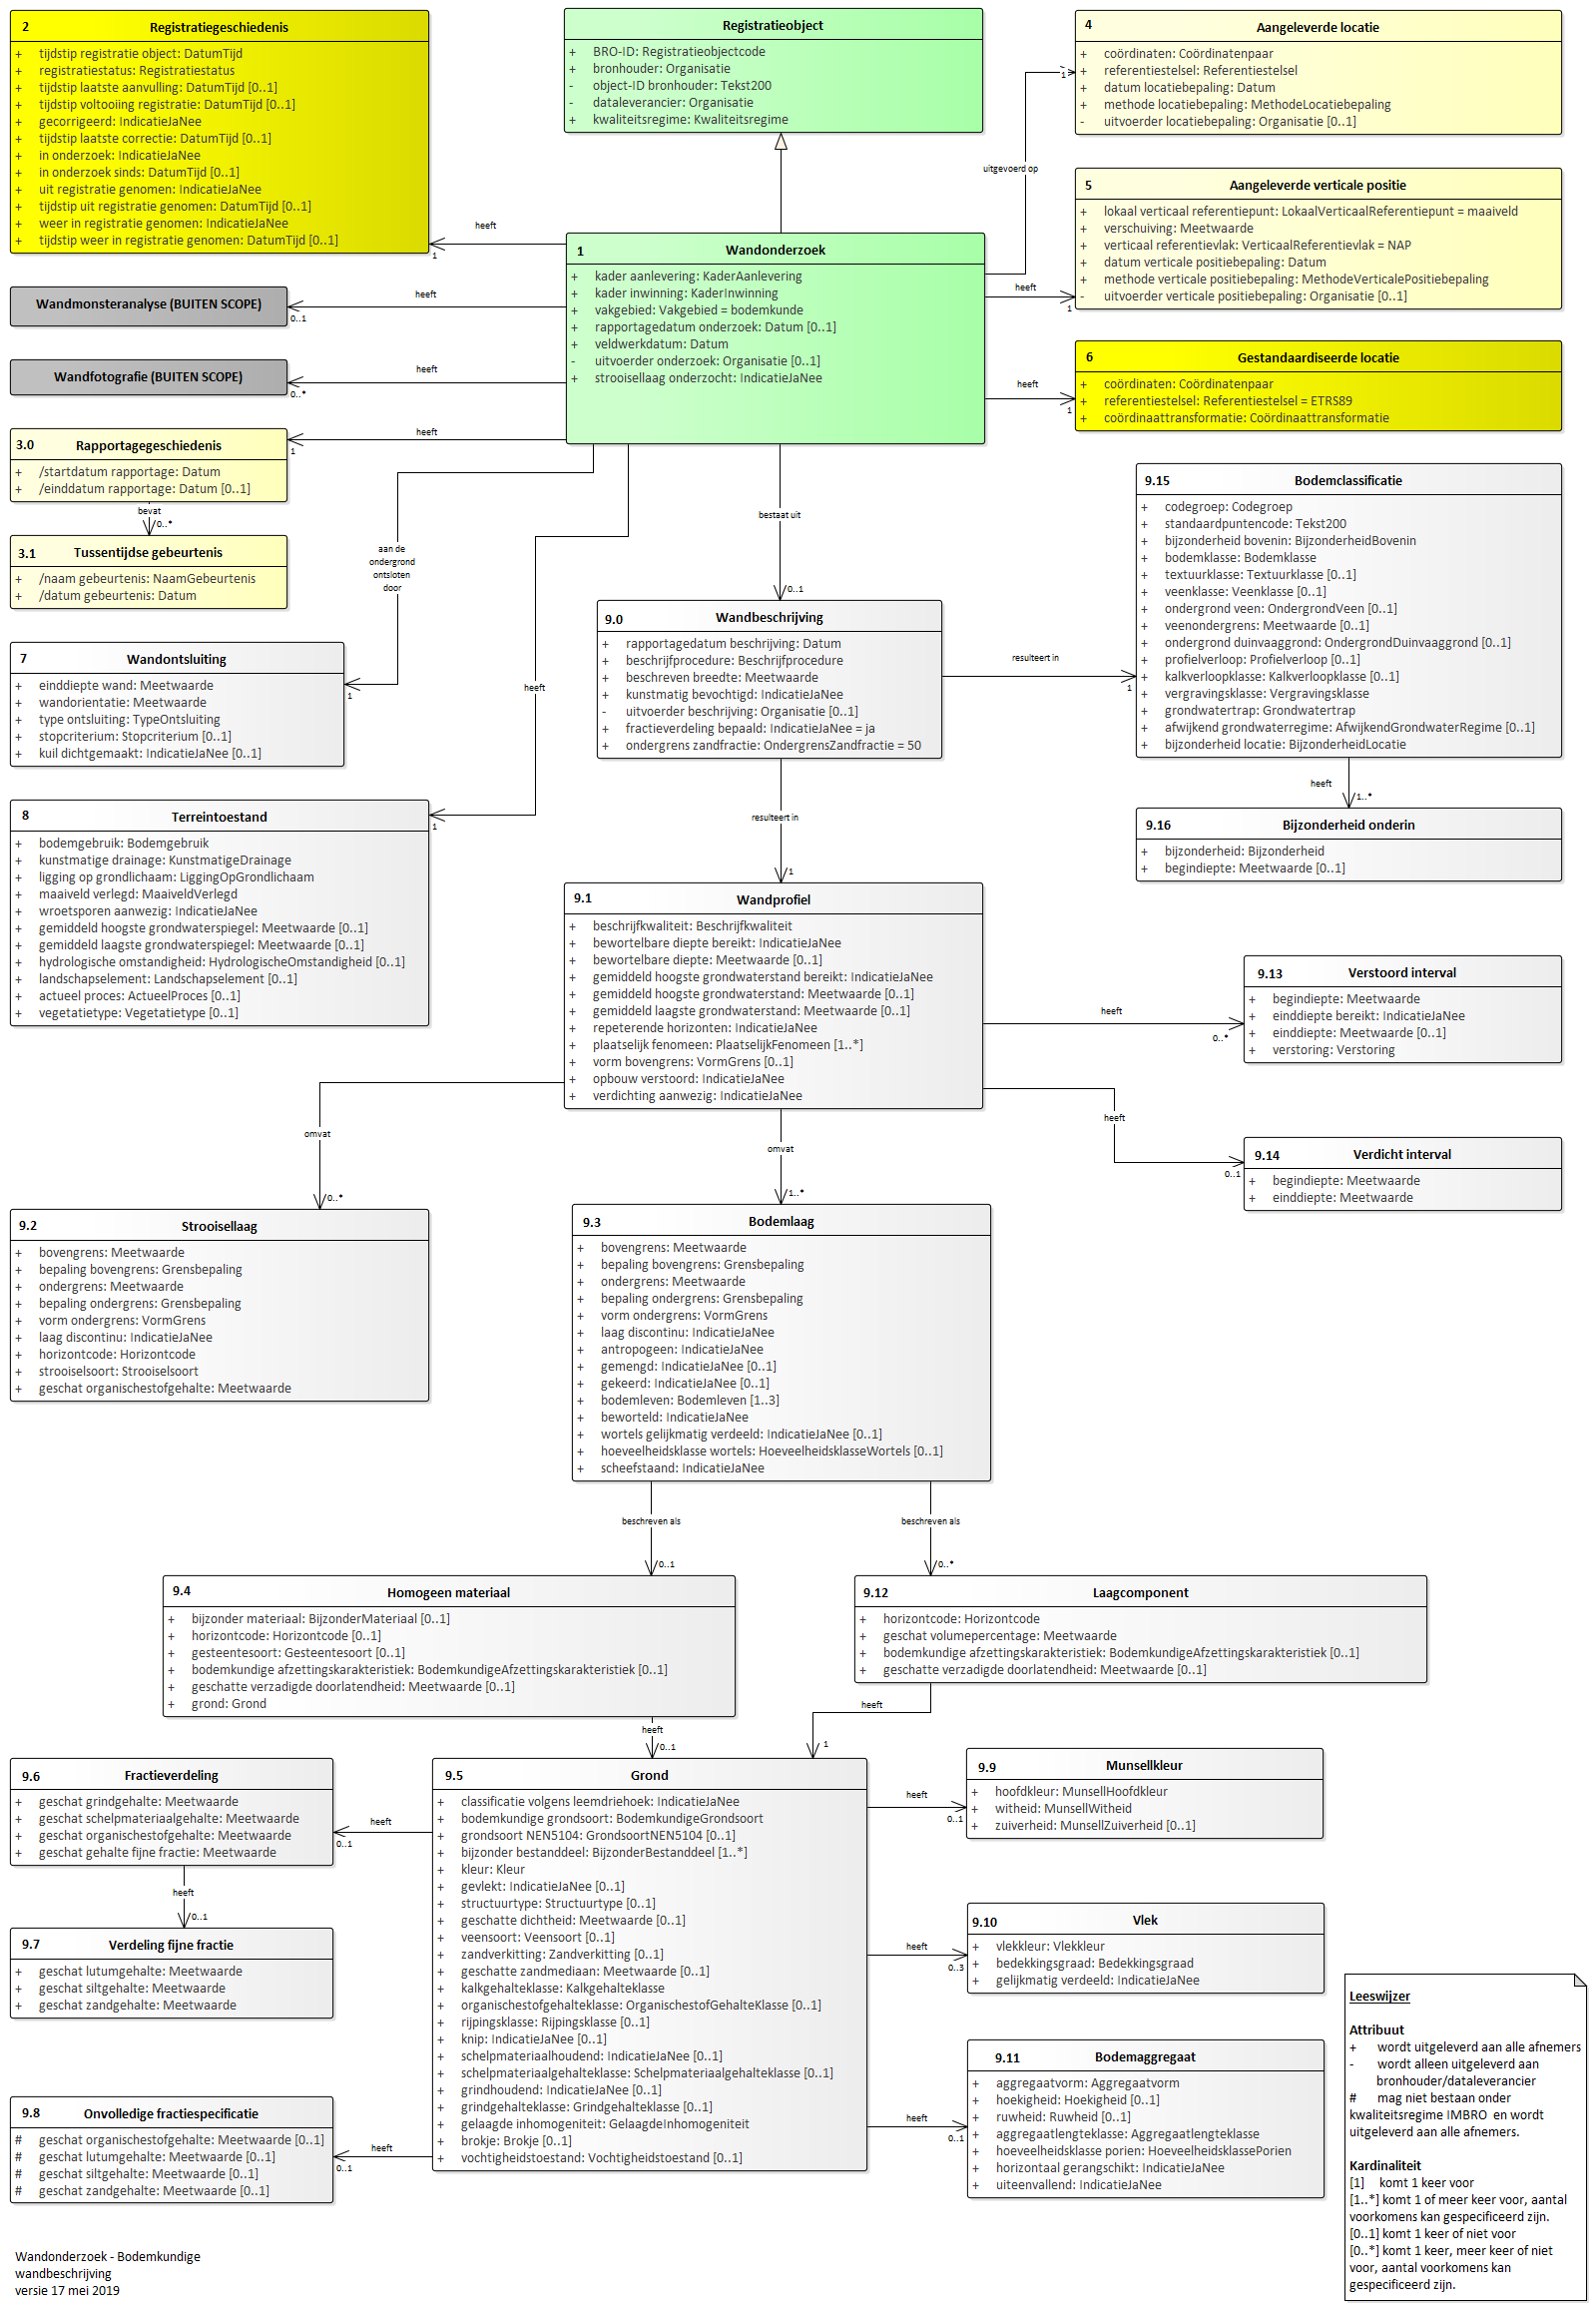 2 Registratiegeschiedenis
+ tijdstip registratie object: DatumTijd
+ registratiestatus: Registratiestatus
+ tijdstip laatste aanvulling: DatumTijd [0..1]
+ tijdstip voltooiing registratie: DatumTijd [0..1]
+ gecorrigeerd: IndicatieJaNee
+ tijdstip laatste correctie: DatumTijd [0..1]
+ in onderzoek: IndicatieJaNee
+ in onderzoek sinds: DatumTijd [0..1]
+ uit registratie genomen: IndicatieJaNee
+ tijdstip uit registratie genomen: DatumTijd [0..1]
+ weer in registratie genomen: IndicatieJaNee
+ tijdstip weer in registratie genomen: DatumTijd [0..1]
Registratieobject
+ BRO-ID: Registratieobjectcode
+ bronhouder: Organisatie
- object-ID bronhouder: Tekst200
- dataleverancier: Organisatie
+ kwaliteitsregime: Kwaliteitsregime
4 Aangeleverde locatie
+ coördinaten: Coördinatenpaar
+ referentiestelsel: Referentiestelsel
+ datum locatiebepaling: Datum
+ methode locatiebepaling: MethodeLocatiebepaling
- uitvoerder locatiebepaling: Organisatie [0..1]
1
uitgevoerd op
5 Aangeleverde verticale positie
+ lokaal verticaal referentiepunt: LokaalVerticaalReferentiepunt = maaiveld
+ verschuiving: Meetwaarde
+ verticaal referentievlak: VerticaalReferentievlak = NAP
+ datum verticale positiebepaling: Datum
+ methode verticale positiebepaling: MethodeVerticalePositiebepaling
- uitvoerder verticale positiebepaling: Organisatie [0..1]
heeft
1
heeft
1
1 Wandonderzoek
+ kader aanlevering: KaderAanlevering
+ kader inwinning: KaderInwinning
+ vakgebied: Vakgebied = bodemkunde
+ rapportagedatum onderzoek: Datum [0..1]
+ veldwerkdatum: Datum
- uitvoerder onderzoek: Organisatie [0..1]
+ strooisellaag onderzocht: IndicatieJaNee
Wandmonsteranalyse (BUITEN SCOPE)
heeft
0..1
Wandfotografie (BUITEN SCOPE)
heeft
0..*
6 Gestandaardiseerde locatie
+ coördinaten: Coördinatenpaar
+ referentiestelsel: Referentiestelsel = ETRS89
+ coördinaattransformatie: Coördinaattransformatie
heeft
1
3.0 Rapportagegeschiedenis
+ /startdatum rapportage: Datum
+ /einddatum rapportage: Datum [0..1]
heeft
1
bevat
0..*
3.1 Tussentijdse gebeurtenis
+ /naam gebeurtenis: NaamGebeurtenis
+ /datum gebeurtenis: Datum
aan de
ondergrond
ontsloten
door
1
bestaat uit
0..1
7 Wandontsluiting
+ einddiepte wand: Meetwaarde
+ wandorientatie: Meetwaarde
+ type ontsluiting: TypeOntsluiting
+ stopcriterium: Stopcriterium [0..1]
+ kuil dichtgemaakt: IndicatieJaNee [0..1]
9.0 Wandbeschrijving
+ rapportagedatum beschrijving: Datum
+ beschrijfprocedure: Beschrijfprocedure
+ beschreven breedte: Meetwaarde
+ kunstmatig bevochtigd: IndicatieJaNee
- uitvoerder beschrijving: Organisatie [0..1]
+ fractieverdeling bepaald: IndicatieJaNee = ja
+ ondergrens zandfractie: OndergrensZandfractie = 50
resulteert in
1
9.15 Bodemclassificatie
+ codegroep: Codegroep
+ standaardpuntencode: Tekst200
+ bijzonderheid bovenin: BijzonderheidBovenin
+ bodemklasse: Bodemklasse
+ textuurklasse: Textuurklasse [0..1]
+ veenklasse: Veenklasse [0..1]
+ ondergrond veen: OndergrondVeen [0..1]
+ veenondergrens: Meetwaarde [0..1]
+ ondergrond duinvaaggrond: OndergrondDuinvaaggrond [0..1]
+ profielverloop: Profielverloop [0..1]
+ kalkverloopklasse: Kalkverloopklasse [0..1]
+ vergravingsklasse: Vergravingsklasse
+ grondwatertrap: Grondwatertrap
+ afwijkend grondwaterregime: AfwijkendGrondwaterRegime [0..1]
+ bijzonderheid locatie: BijzonderheidLocatie
heeft
1..*
9.16 Bijzonderheid onderin
+ bijzonderheid: Bijzonderheid
+ begindiepte: Meetwaarde [0..1]
heeft
1
8 Terreintoestand
+ bodemgebruik: Bodemgebruik
+ kunstmatige drainage: KunstmatigeDrainage
+ ligging op grondlichaam: LiggingOpGrondlichaam
+ maaiveld verlegd: MaaiveldVerlegd
+ wroetsporen aanwezig: IndicatieJaNee
+ gemiddeld hoogste grondwaterspiegel: Meetwaarde [0..1]
+ gemiddeld laagste grondwaterspiegel: Meetwaarde [0..1]
+ hydrologische omstandigheid: HydrologischeOmstandigheid [0..1]
+ landschapselement: Landschapselement [0..1]
+ actueel proces: ActueelProces [0..1]
+ vegetatietype: Vegetatietype [0..1]
resulteert in
1
9.1 Wandprofiel
+ beschrijfkwaliteit: Beschrijfkwaliteit
+ bewortelbare diepte bereikt: IndicatieJaNee
+ bewortelbare diepte: Meetwaarde [0..1]
+ gemiddeld hoogste grondwaterstand bereikt: IndicatieJaNee
+ gemiddeld hoogste grondwaterstand: Meetwaarde [0..1]
+ gemiddeld laagste grondwaterstand: Meetwaarde [0..1]
+ repeterende horizonten: IndicatieJaNee
+ plaatselijk fenomeen: PlaatselijkFenomeen [1..*]
+ vorm bovengrens: VormGrens [0..1]
+ opbouw verstoord: IndicatieJaNee
+ verdichting aanwezig: IndicatieJaNee
heeft
0..*
9.13 Verstoord interval
+ begindiepte: Meetwaarde
+ einddiepte bereikt: IndicatieJaNee
+ einddiepte: Meetwaarde [0..1]
+ verstoring: Verstoring
heeft
0..1
9.14 Verdicht interval
+ begindiepte: Meetwaarde
+ einddiepte: Meetwaarde
omvat
0..*
omvat
1..*
9.2 Strooisellaag
+ bovengrens: Meetwaarde
+ bepaling bovengrens: Grensbepaling
+ ondergrens: Meetwaarde
+ bepaling ondergrens: Grensbepaling
+ vorm ondergrens: VormGrens
+ laag discontinu: IndicatieJaNee
+ horizontcode: Horizontcode
+ strooiselsoort: Strooiselsoort
+ geschat organischestofgehalte: Meetwaarde
9.3 Bodemlaag
+ bovengrens: Meetwaarde
+ bepaling bovengrens: Grensbepaling
+ ondergrens: Meetwaarde
+ bepaling ondergrens: Grensbepaling
+ vorm ondergrens: VormGrens
+ laag discontinu: IndicatieJaNee
+ antropogeen: IndicatieJaNee
+ gemengd: IndicatieJaNee [0..1]
+ gekeerd: IndicatieJaNee [0..1]
+ bodemleven: Bodemleven [1..3]
+ beworteld: IndicatieJaNee
+ wortels gelijkmatig verdeeld: IndicatieJaNee [0..1]
+ hoeveelheidsklasse wortels: HoeveelheidsklasseWortels [0..1]
+ scheefstaand: IndicatieJaNee
beschreven als
0..1
beschreven als
0..*
9.4 Homogeen materiaal
+ bijzonder materiaal: BijzonderMateriaal [0..1]
+ horizontcode: Horizontcode [0..1]
+ gesteentesoort: Gesteentesoort [0..1]
+ bodemkundige afzettingskarakteristiek: BodemkundigeAfzettingskarakteristiek [0..1]
+ geschatte verzadigde doorlatendheid: Meetwaarde [0..1]
+ grond: Grond
9.12 Laagcomponent
+ horizontcode: Horizontcode
+ geschat volumepercentage: Meetwaarde
+ bodemkundige afzettingskarakteristiek: BodemkundigeAfzettingskarakteristiek [0..1]
+ geschatte verzadigde doorlatendheid: Meetwaarde [0..1]
heeft
0..1
heeft
1
9.6 Fractieverdeling
+ geschat grindgehalte: Meetwaarde
+ geschat schelpmateriaalgehalte: Meetwaarde
+ geschat organischestofgehalte: Meetwaarde
+ geschat gehalte fijne fractie: Meetwaarde
heeft
0..1
heeft
0..1
9.7 Verdeling fijne fractie
+ geschat lutumgehalte: Meetwaarde
+ geschat siltgehalte: Meetwaarde
+ geschat zandgehalte: Meetwaarde
9.8 Onvolledige fractiespecificatie
# geschat organischestofgehalte: Meetwaarde [0..1]
# geschat lutumgehalte: Meetwaarde [0..1]
# geschat siltgehalte: Meetwaarde [0..1]
# geschat zandgehalte: Meetwaarde [0..1]
heeft
0..1
9.5 Grond
+ classificatie volgens leemdriehoek: IndicatieJaNee
+ bodemkundige grondsoort: BodemkundigeGrondsoort
+ grondsoort NEN5104: GrondsoortNEN5104 [0..1]
+ bijzonder bestanddeel: BijzonderBestanddeel [1..*]
+ kleur: Kleur
+ gevlekt: IndicatieJaNee [0..1]
+ structuurtype: Structuurtype [0..1]
+ geschatte dichtheid: Meetwaarde [0..1]
+ veensoort: Veensoort [0..1]
+ zandverkitting: Zandverkitting [0..1]
+ geschatte zandmediaan: Meetwaarde [0..1]
+ kalkgehalteklasse: Kalkgehalteklasse
+ organischestofgehalteklasse: OrganischestofGehalteKlasse [0..1]
+ rijpingsklasse: Rijpingsklasse [0..1]
+ knip: IndicatieJaNee [0..1]
+ schelpmateriaalhoudend: IndicatieJaNee [0..1]
+ schelpmateriaalgehalteklasse: Schelpmateriaalgehalteklasse [0..1]
+ grindhoudend: IndicatieJaNee [0..1]
+ grindgehalteklasse: Grindgehalteklasse [0..1]
+ gelaagde inhomogeniteit: GelaagdeInhomogeniteit
+ brokje: Brokje [0..1]
+ vochtigheidstoestand: Vochtigheidstoestand [0..1]
heeft
0..1
9.9 Munsellkleur
+ hoofdkleur: MunsellHoofdkleur
+ witheid: MunsellWitheid
+ zuiverheid: MunsellZuiverheid [0..1]
heeft
0..3
9.10 Vlek
+ vlekkleur: Vlekkleur
+ bedekkingsgraad: Bedekkingsgraad
+ gelijkmatig verdeeld: IndicatieJaNee
heeft
0..1
9.11 Bodemaggregaat
+ aggregaatvorm: Aggregaatvorm
+ hoekigheid: Hoekigheid [0..1]
+ ruwheid: Ruwheid [0..1]
+ aggregaatlengteklasse: Aggregaatlengteklasse
+ hoeveelheidsklasse porien: HoeveelheidsklassePorien
+ horizontaal gerangschikt: IndicatieJaNee
+ uiteenvallend: IndicatieJaNee
Leeswijzer
Attribuut
+ wordt uitgeleverd aan alle afnemers
- wordt alleen uitgeleverd aan
bronhouder/dataleverancier
# mag niet bestaan onder
kwaliteitsregime IMBRO en wordt
uitgeleverd aan alle afnemers.
Kardinaliteit
[1] komt 1 keer voor
[1..*] komt 1 of meer keer voor, aantal
voorkomens kan gespecificeerd zijn.
[0..1] komt 1 keer of niet voor
[0..*] komt 1 keer, meer keer of niet
voor, aantal voorkomens kan
gespecificeerd zijn.
Wandonderzoek - Bodemkundige
wandbeschrijving
versie 17 mei 2019